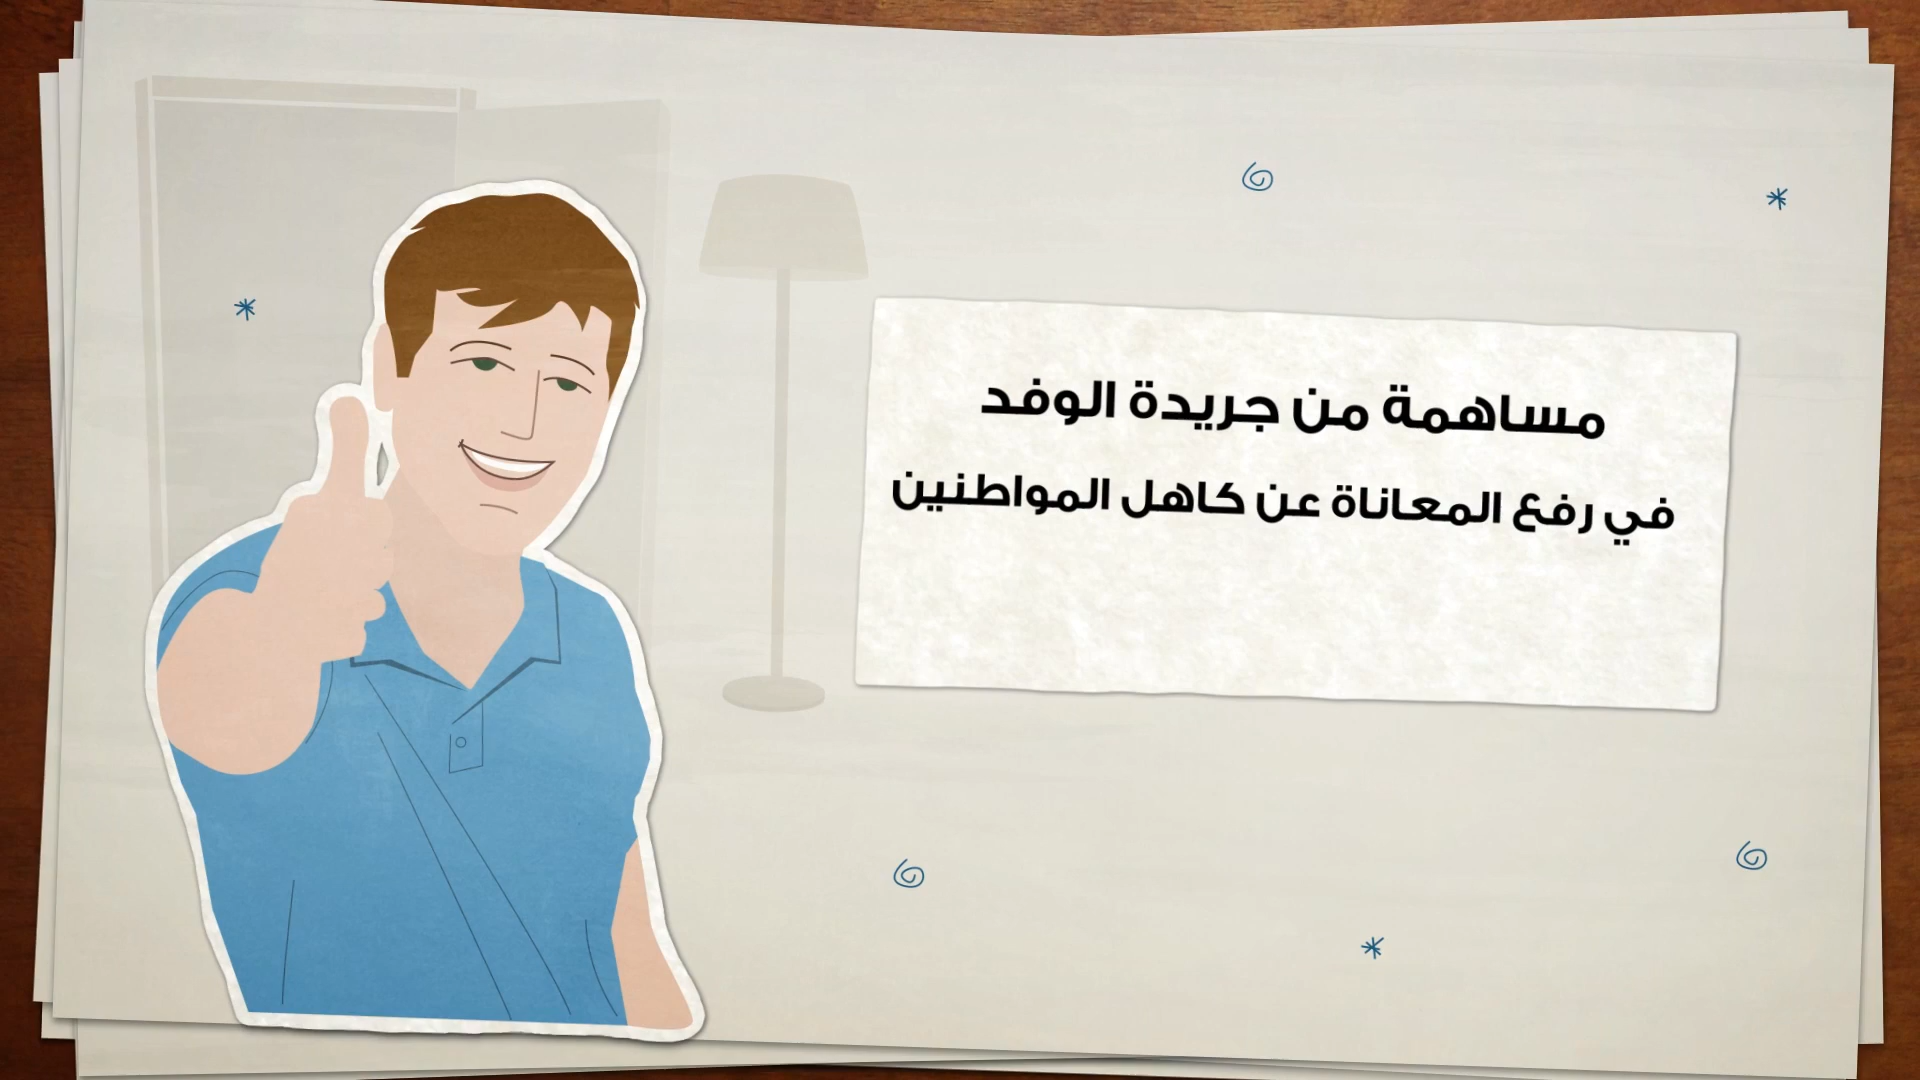 مساهمة من جريدة الوفد
في رفع المعاناة عن كاهل المواطنين